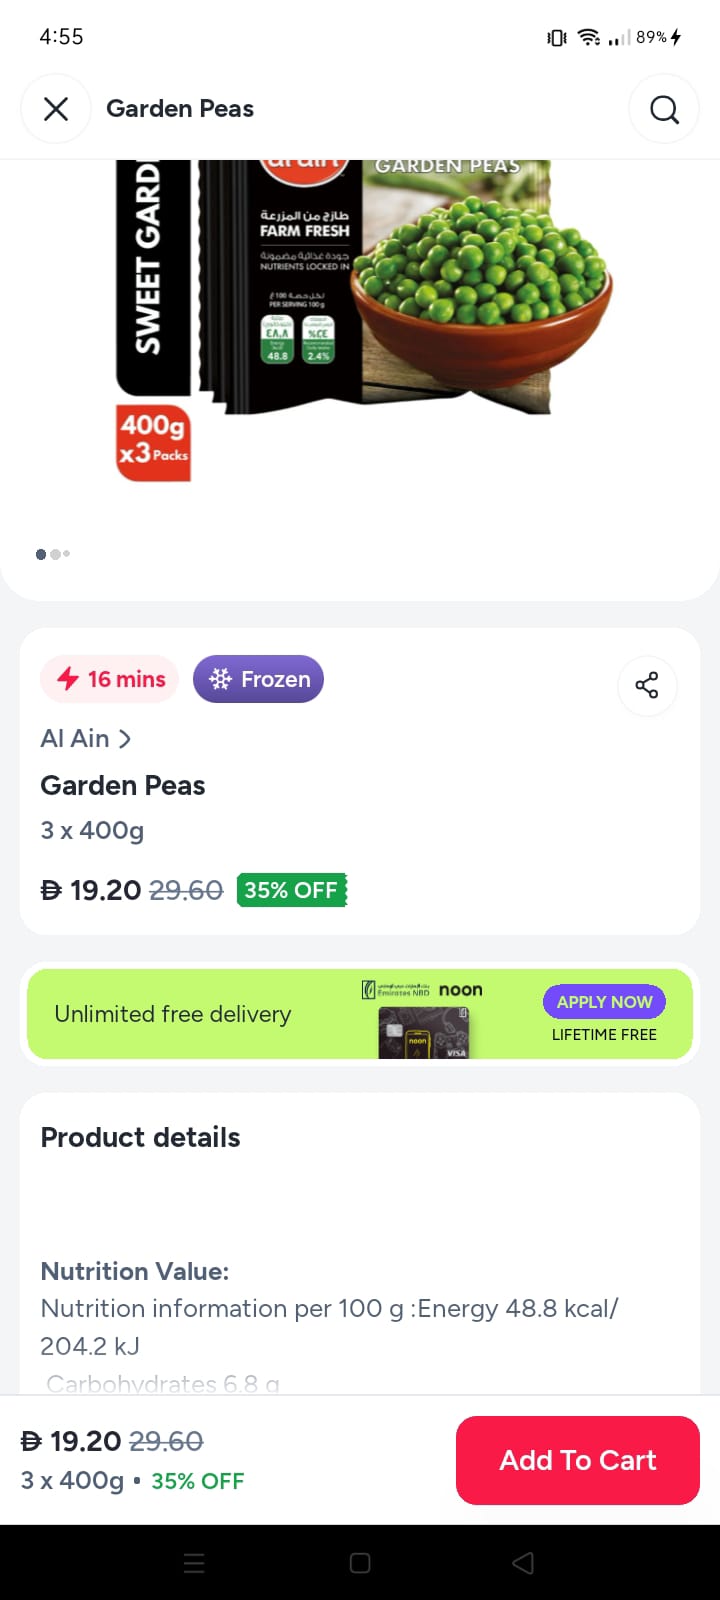 4:55
89%
Garden Peas
GARDEN PEAS
SWEET GARD
طازج من المزرعة
FARM FRESH
جودة غذائية مضمونة
NUTRIENTS LOCKED IN
PER SERVING 100 g
٤٨,٨
%٢,٤
48.8
2.4%
400g
x3 Packs
16 mins
Frozen
Al Ain
Garden Peas
3 x 400g
19.20 29.60 35% OFF
Unlimited free delivery
Emirates NBD
noon
noon
VISA
APPLY NOW
LIFETIME FREE
Product details
Nutrition Value:
Nutrition information per 100 g :Energy 48.8 kcal/
204.2 kJ
Carbohydrates 6.8 g
19.20 29.60
3 x 400g • 35% OFF
Add To Cart